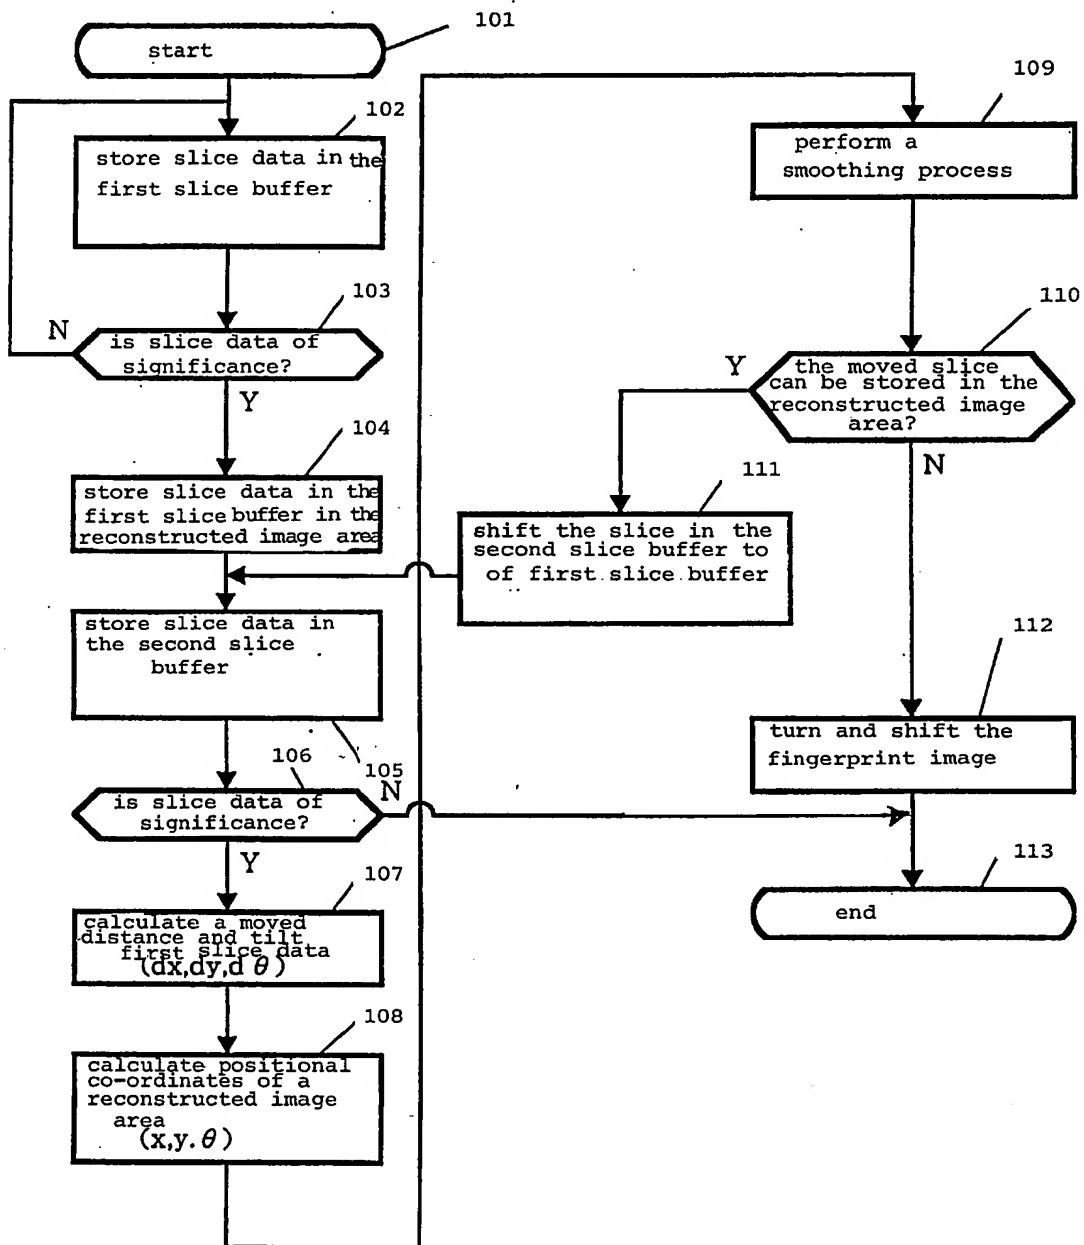 101
start
102
store slice data in the
first slice buffer
103
N
is slice data of
significance?
Y
104
store slice data in the
first slice buffer in the
reconstructed image area
store slice data in
the second slice
buffer
105
106
N
is slice data of
significance?
Y
107
calculate a moved
distance and tilt
first slice data
(dx,dy,d θ)
108
calculate positional
co-ordinates of a
reconstructed image
area
(x,y.θ)
109
perform a
smoothing process
110
Y
the moved slice
can be stored in the
reconstructed image
area?
N
111
shift the slice in the
second slice buffer to
of first slice buffer
112
turn and shift the
fingerprint image
113
end